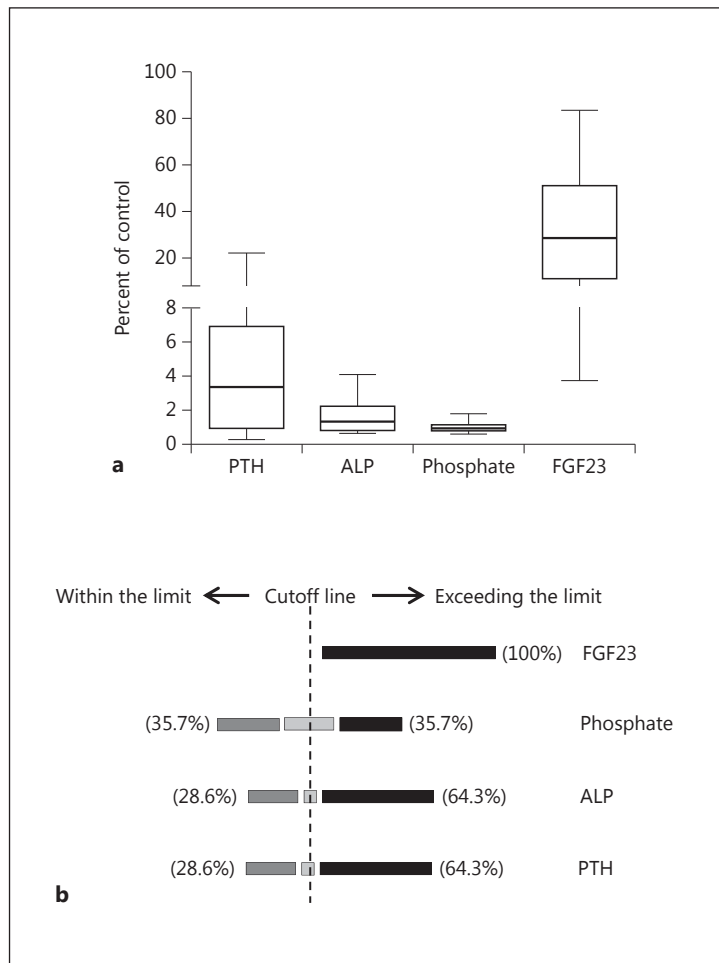 100
80
60
40
20
8
6
4
2
0
Percent of control
a
PTH ALP Phosphate FGF23
Within the limit Cutoff line Exceeding the limit
(100%) FGF23
(35.7%) (35.7%) Phosphate
(28.6%) (64.3%) ALP
(28.6%) (64.3%) PTH
b